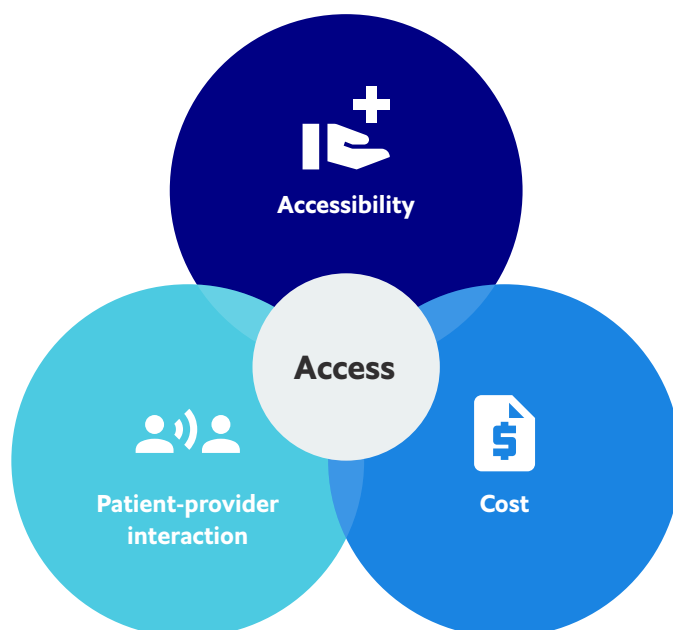 Accessibility
Access
Patient-provider
interaction
Cost